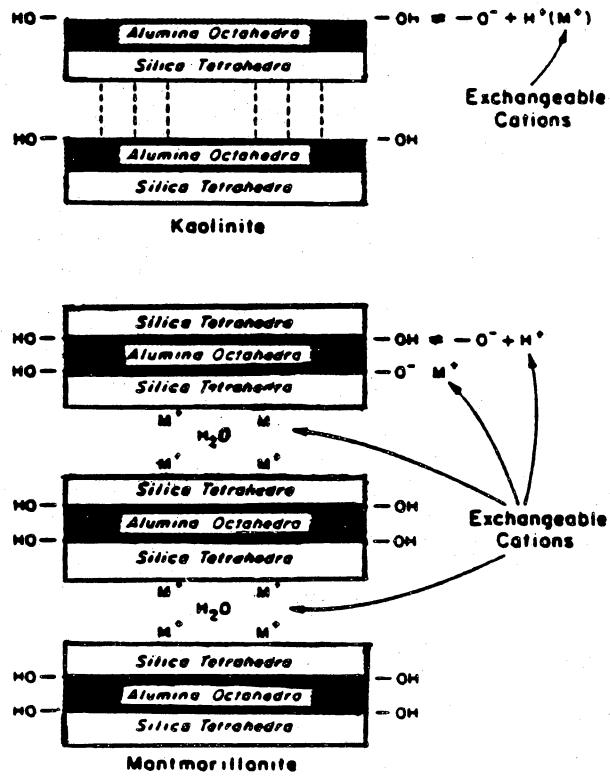 HO— Alumina Octahedra —OH ⇌ —O⁻ + H⁺(M⁺)
Silica Tetrahedra
Exchangeable
Cations
HO— Alumina Octahedra —OH
Silica Tetrahedra
Kaolinite
Silica Tetrahedra
HO— —OH ⇌ —O⁻ + H⁺
Alumina Octahedra
HO— —O⁻ M⁺
Silica Tetrahedra
M⁺ M
H₂O
M⁺ M⁺
Silica Tetrahedra
HO— —OH
Alumina Octahedra
Exchangeable
Cations
HO— —OH
Silica Tetrahedra
M⁺ M⁺
H₂O
M⁺ M⁺
Silica Tetrahedra
HO— —OH
Alumina Octahedra
HO— —OH
Silica Tetrahedra
Montmorillonite